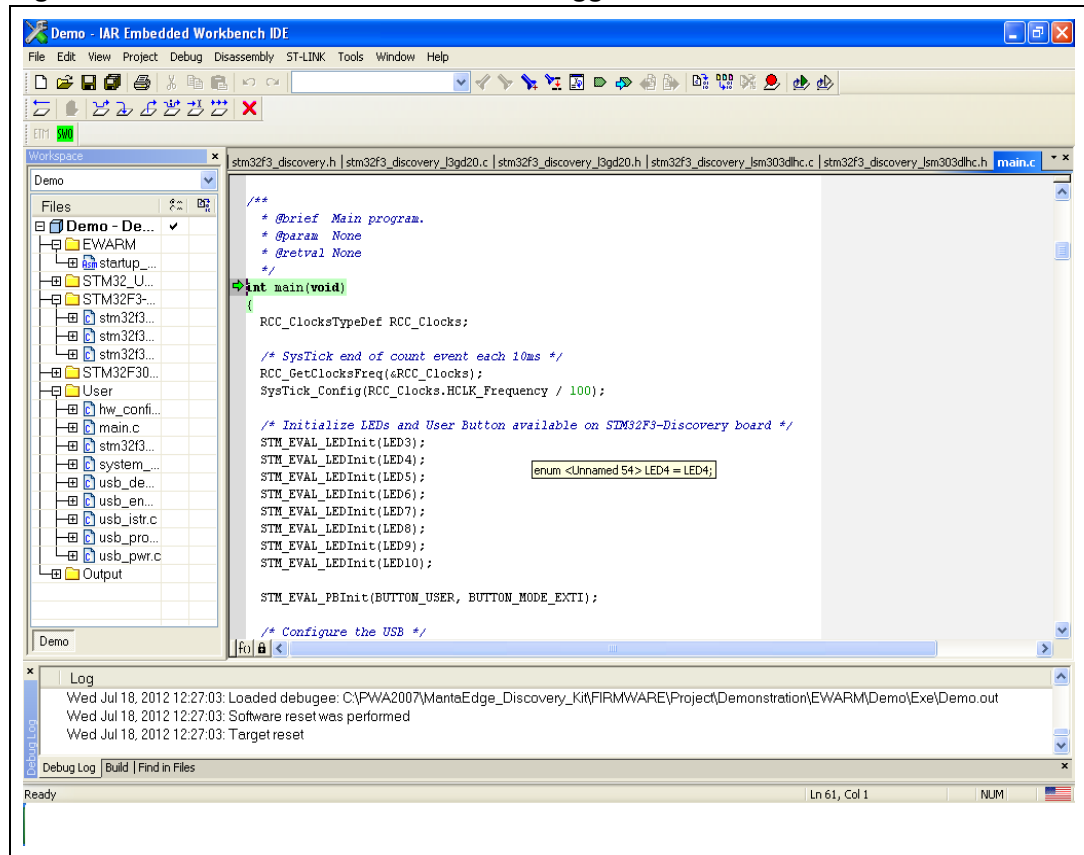 Demo - IAR Embedded Workbench IDE
File Edit View Project Debug Disassembly ST-LINK Tools Window Help
ETM SWO
Workspace
stm32f3_discovery.h | stm32f3_discovery_l3gd20.c | stm32f3_discovery_l3gd20.h | stm32f3_discovery_lsm303dlhc.c | stm32f3_discovery_lsm303dlhc.h main.c
Demo
Files
Demo - De...
EWARM
Asm startup_...
STM32_U...
STM32F3-...
c stm32f3...
c stm32f3...
c stm32f3...
STM32F30...
User
c hw_confi...
c main.c
c stm32f3...
c system_...
c usb_de...
c usb_en...
c usb_istr.c
c usb_pro...
c usb_pwr.c
Output
Demo
/**
* @brief Main program.
* @param None
* @retval None
*/
int main(void)
{
RCC_ClocksTypeDef RCC_Clocks;
/* SysTick end of count event each 10ms */
RCC_GetClocksFreq(&RCC_Clocks);
SysTick_Config(RCC_Clocks.HCLK_Frequency / 100);
/* Initialize LEDs and User Button available on STM32F3-Discovery board */
STM_EVAL_LEDInit(LED3);
STM_EVAL_LEDInit(LED4);
enum <Unnamed 54> LED4 = LED4;
STM_EVAL_LEDInit(LED5);
STM_EVAL_LEDInit(LED6);
STM_EVAL_LEDInit(LED7);
STM_EVAL_LEDInit(LED8);
STM_EVAL_LEDInit(LED9);
STM_EVAL_LEDInit(LED10);
STM_EVAL_PBInit(BUTTON_USER, BUTTON_MODE_EXTI);
/* Configure the USB */
f()
Log
Wed Jul 18, 2012 12:27:03: Loaded debugee: C:\PWA2007\MantaEdge_Discovery_Kit\FIRMWARE\Project\Demonstration\EWARM\Demo\Exe\Demo.out
Wed Jul 18, 2012 12:27:03: Software reset was performed
Wed Jul 18, 2012 12:27:03: Target reset
Debug Log
Debug Log | Build | Find in Files
Ready Ln 61, Col 1 NUM